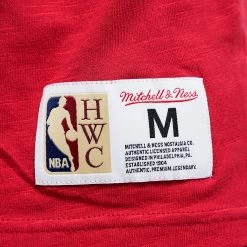 HWC
NBA
Mitchell & Ness
M
MITCHELL & NESS NOSTALGIA CO.
AUTHENTIC LICENSED APPAREL
DESIGNED IN PHILADELPHIA, PA.
ESTABLISHED 1904
AUTHENTIC, PREMIUM, LEGENDARY.